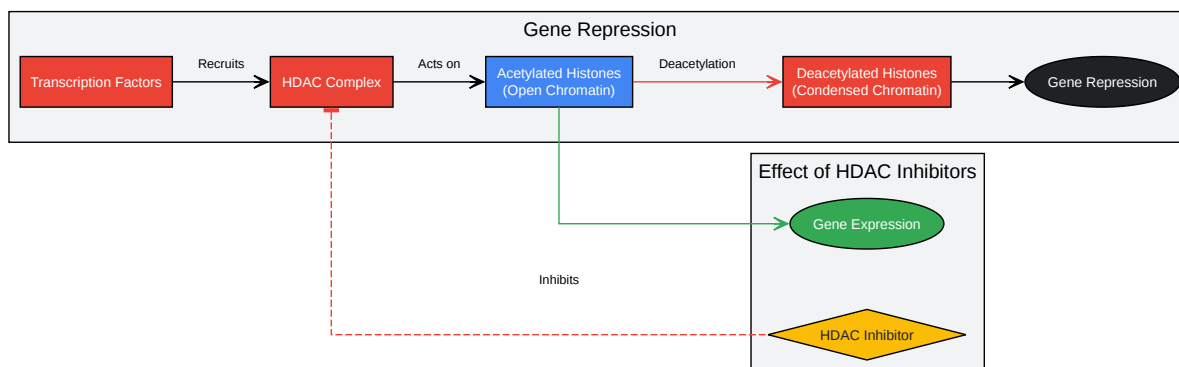 Gene Repression
Transcription Factors
Recruits
HDAC Complex
Acts on
Acetylated Histones
(Open Chromatin)
Deacetylation
Deacetylated Histones
(Condensed Chromatin)
Gene Repression
Effect of HDAC Inhibitors
Gene Expression
Inhibits
HDAC Inhibitor